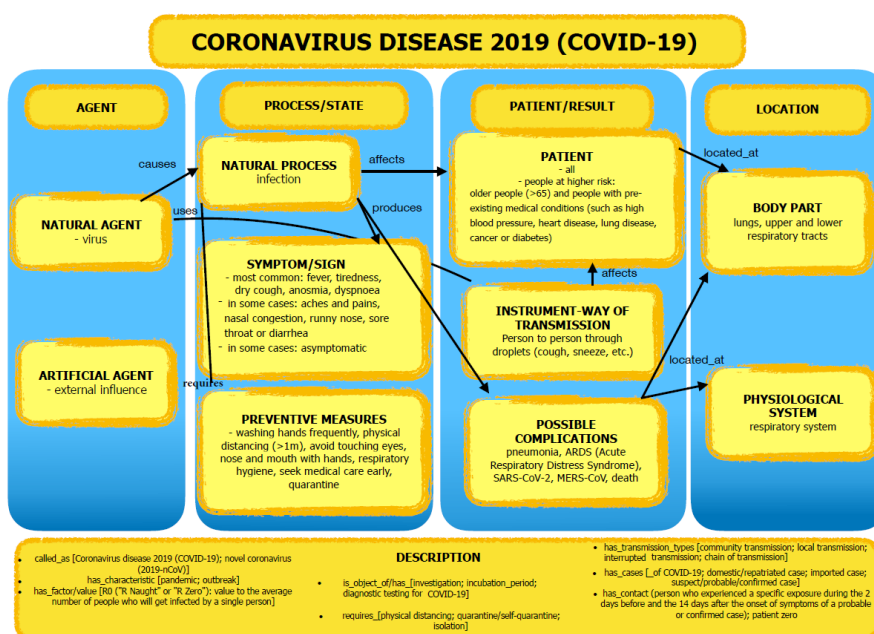 CORONAVIRUS DISEASE 2019 (COVID-19)
AGENT
PROCESS/STATE
PATIENT/RESULT
LOCATION
causes
NATURAL AGENT
- virus
uses
ARTIFICIAL AGENT
- external influence
requires
NATURAL PROCESS
infection
affects
produces
SYMPTOM/SIGN
- most common: fever, tiredness,
dry cough, anosmia, dyspnoea
- in some cases: aches and pains,
nasal congestion, runny nose, sore
throat or diarrhea
- in some cases: asymptomatic
PREVENTIVE MEASURES
- washing hands frequently, physical
distancing (>1m), avoid touching eyes,
nose and mouth with hands, respiratory
hygiene, seek medical care early,
quarantine
PATIENT
- all
- people at higher risk:
older people (>65) and people with pre-
existing medical conditions (such as high
blood pressure, heart disease, lung disease,
cancer or diabetes)
affects
INSTRUMENT-WAY OF
TRANSMISSION
Person to person through
droplets (cough, sneeze, etc.)
POSSIBLE
COMPLICATIONS
pneumonia, ARDS (Acute
Respiratory Distress Syndrome),
SARS-CoV-2, MERS-CoV, death
located_at
BODY PART
lungs, upper and lower
respiratory tracts
located_at
PHYSIOLOGICAL
SYSTEM
respiratory system
DESCRIPTION
• called_as [Coronavirus disease 2019 (COVID-19); novel coronavirus
(2019-nCoV)]
• has_characteristic [pandemic; outbreak]
• has_factor/value [R0 ("R Naught" or "R Zero"): value to the average
number of people who will get infected by a single person]
• is_object_of/has_[investigation; incubation_period;
diagnostic testing for COVID-19]
• requires_[physical distancing; quarantine/self-quarantine;
isolation]
• has_transmission_types [community transmission; local transmission;
interrupted transmission; chain of transmission]
• has_cases [_of COVID-19; domestic/repatriated case; imported case;
suspect/probable/confirmed case]
• has_contact (person who experienced a specific exposure during the 2
days before and the 14 days after the onset of symptoms of a probable
or confirmed case); patient zero